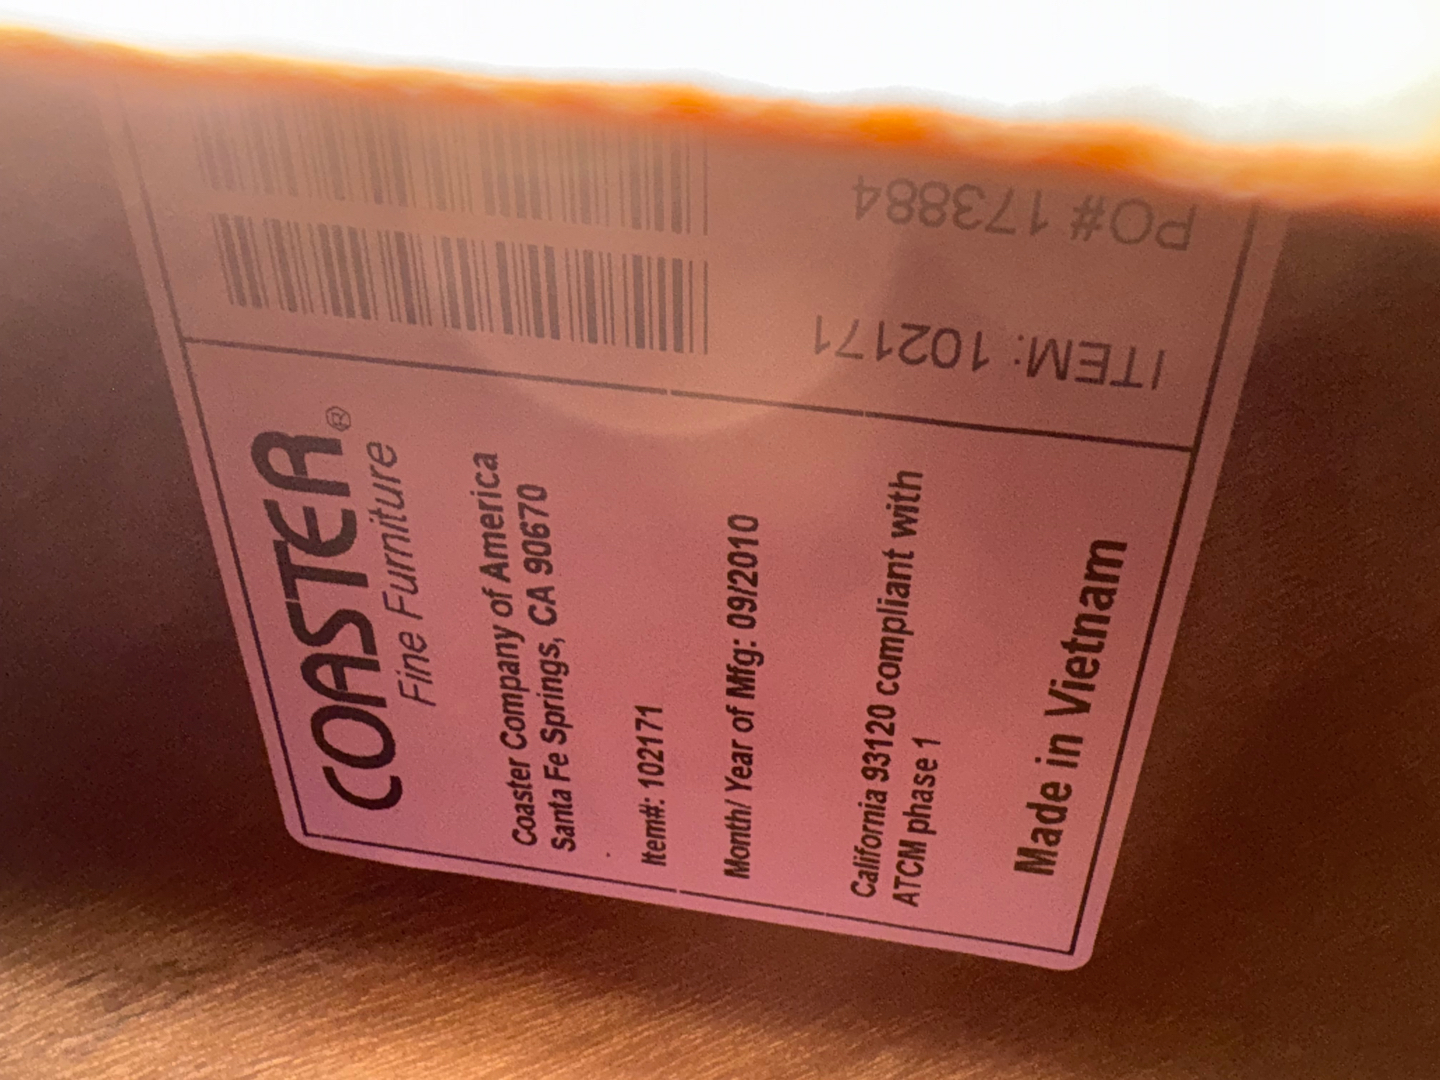 COASTER®
Fine Furniture
Coaster Company of America
Santa Fe Springs, CA 90670
Item#: 102171
Month/ Year of Mfg: 09/2010
California 93120 compliant with
ATCM phase 1
Made in Vietnam
ITEM: 102171
PO# 173884